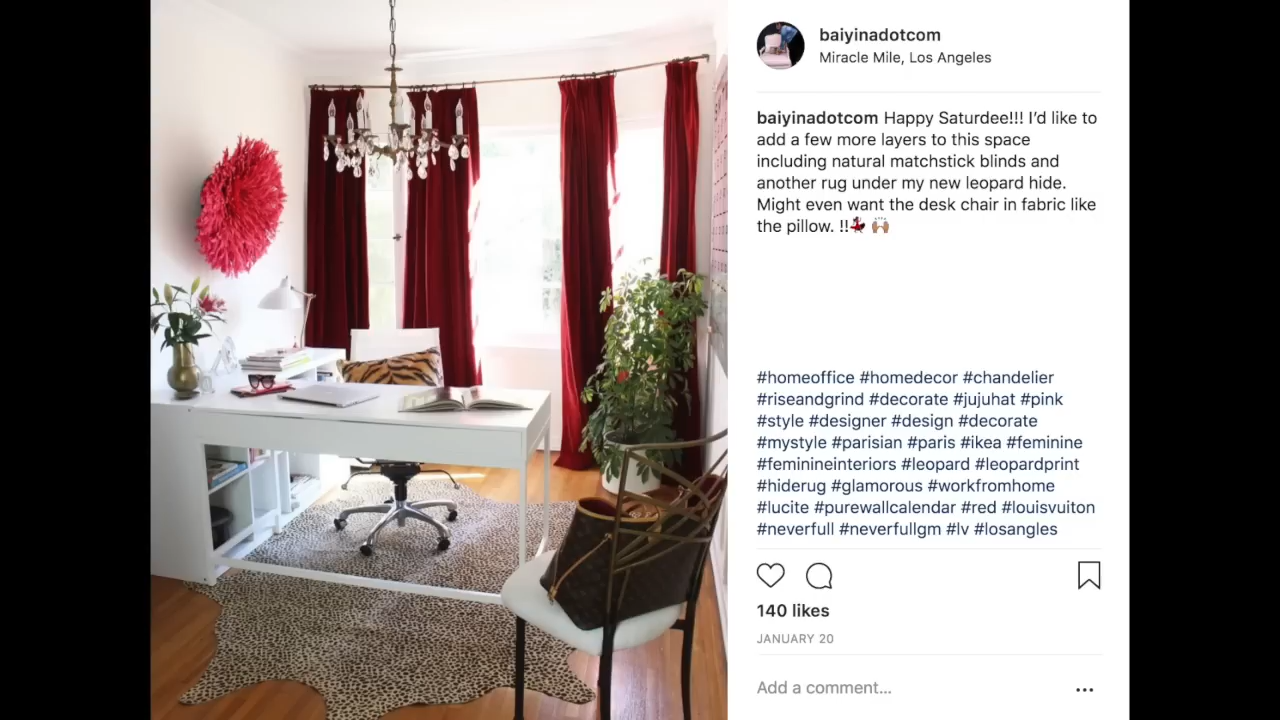 baiyinadotcom
Miracle Mile, Los Angeles
baiyinadotcom Happy Saturdee!!! I'd like to
add a few more layers to this space
including natural matchstick blinds and
another rug under my new leopard hide.
Might even want the desk chair in fabric like
the pillow. !!💃🏽 🙌🏽
#homeoffice #homedecor #chandelier
#riseandgrind #decorate #jujuhat #pink
#style #designer #design #decorate
#mystyle #parisian #paris #ikea #feminine
#feminineinteriors #leopard #leopardprint
#hiderug #glamorous #workfromhome
#lucite #purewallcalendar #red #louisvuiton
#neverfull #neverfullgm #lv #losangles
140 likes
JANUARY 20
Add a comment...